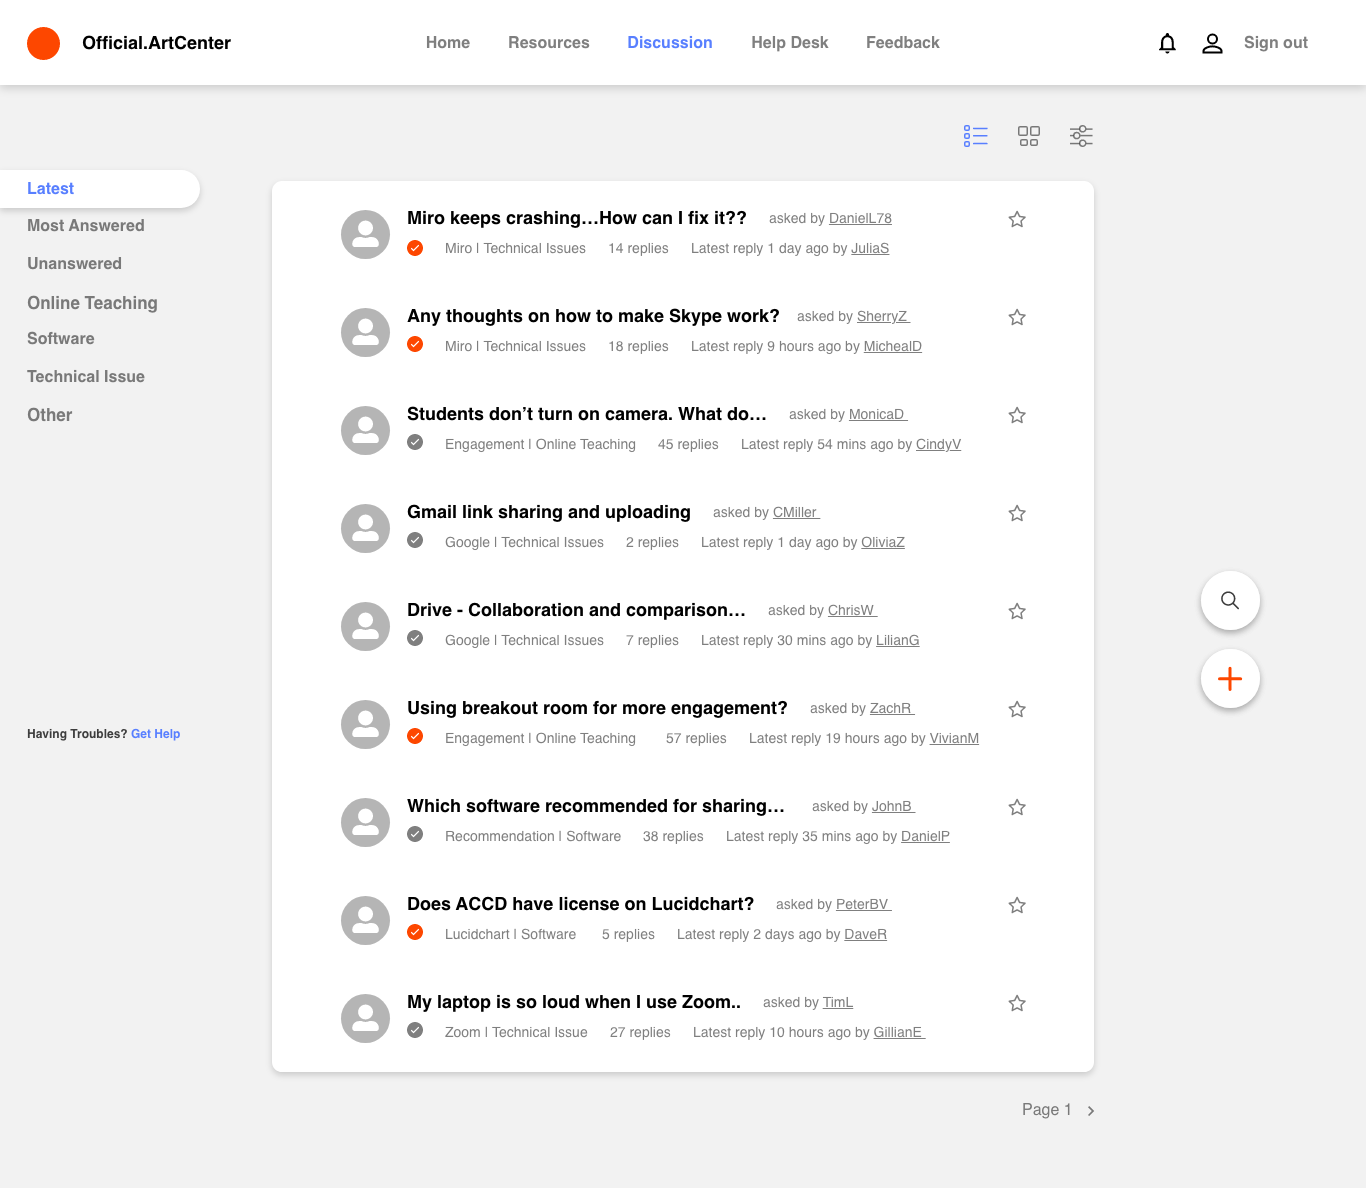 Official.ArtCenter
Home Resources Discussion Help Desk Feedback
Sign out
Latest
Most Answered
Unanswered
Online Teaching
Software
Technical Issue
Other
Having Troubles? Get Help
Miro keeps crashing...How can I fix it?? asked by DanielL78
Miro | Technical Issues 14 replies Latest reply 1 day ago by JuliaS
Any thoughts on how to make Skype work? asked by SherryZ
Miro | Technical Issues 18 replies Latest reply 9 hours ago by MichealD
Students don’t turn on camera. What do... asked by MonicaD
Engagement | Online Teaching 45 replies Latest reply 54 mins ago by CindyV
Gmail link sharing and uploading asked by CMiller
Google | Technical Issues 2 replies Latest reply 1 day ago by OliviaZ
Drive - Collaboration and comparison... asked by ChrisW
Google | Technical Issues 7 replies Latest reply 30 mins ago by LilianG
Using breakout room for more engagement? asked by ZachR
Engagement | Online Teaching 57 replies Latest reply 19 hours ago by VivianM
Which software recommended for sharing... asked by JohnB
Recommendation | Software 38 replies Latest reply 35 mins ago by DanielP
Does ACCD have license on Lucidchart? asked by PeterBV
Lucidchart | Software 5 replies Latest reply 2 days ago by DaveR
My laptop is so loud when I use Zoom.. asked by TimL
Zoom | Technical Issue 27 replies Latest reply 10 hours ago by GillianE
Page 1